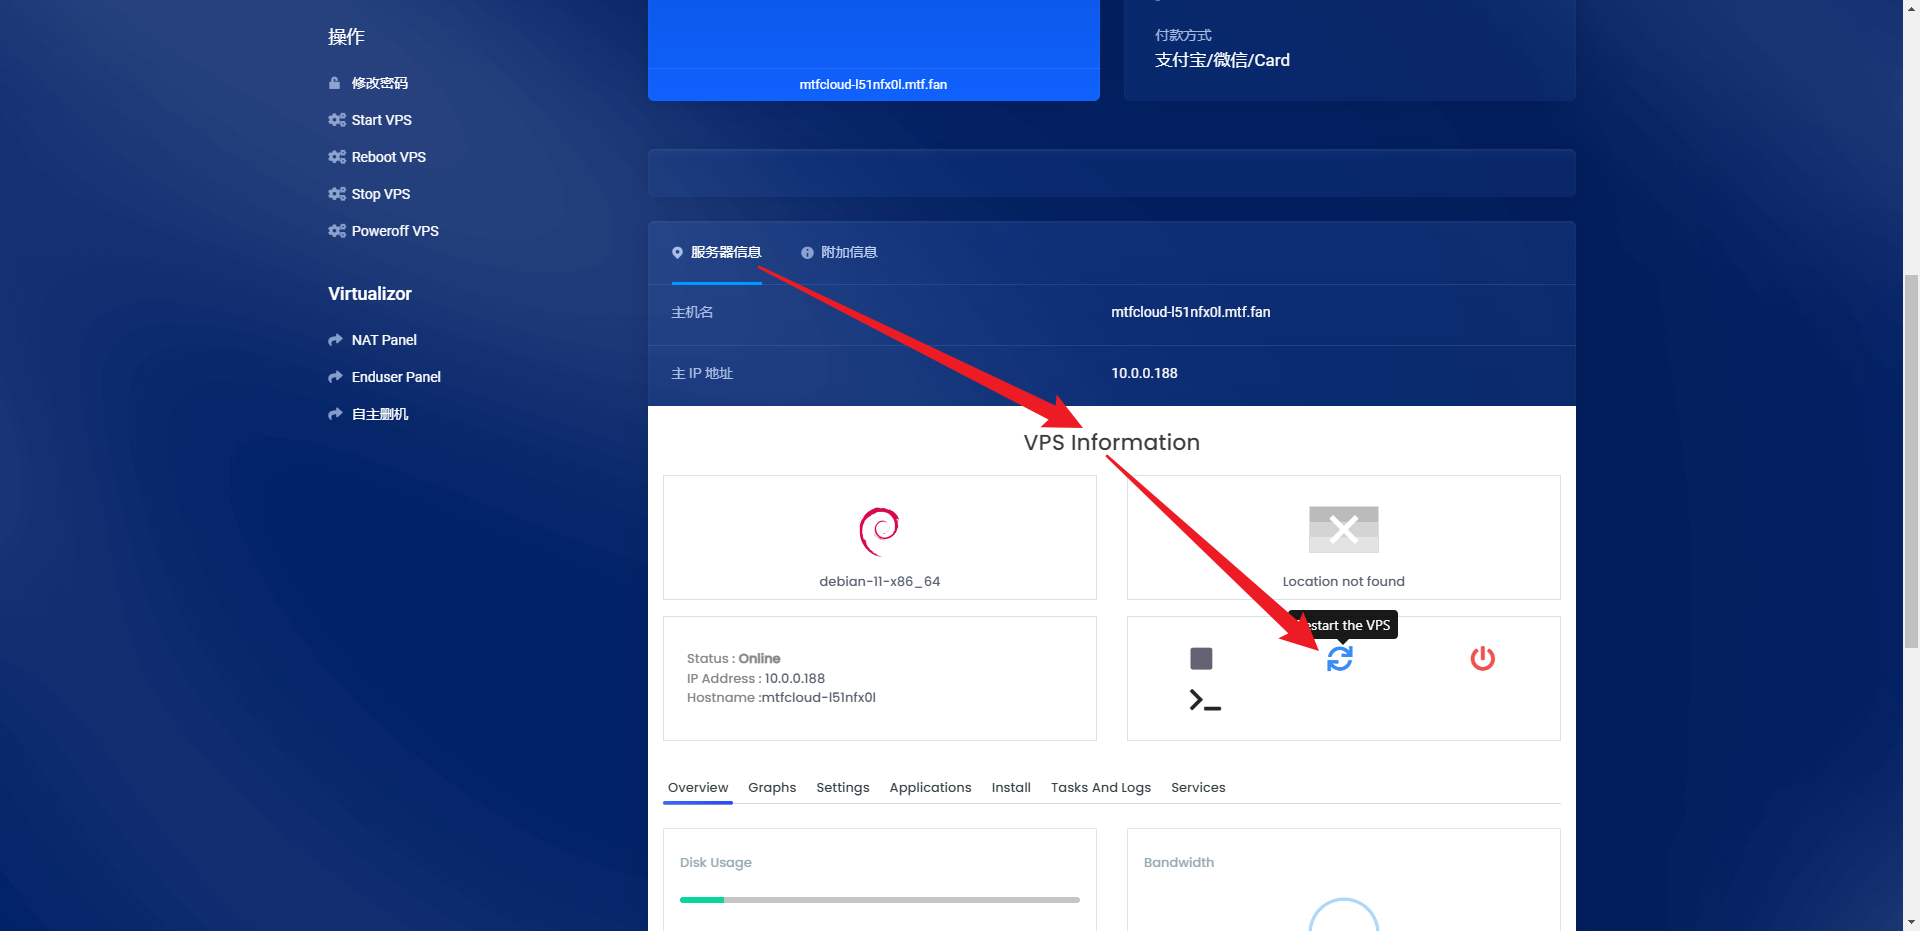 操作
修改密码
Start VPS
Reboot VPS
Stop VPS
Poweroff VPS
Virtualizor
NAT Panel
Enduser Panel
自主删机
mtfcloud-l51nfx0l.mtf.fan
付款方式
支付宝/微信/Card
服务器信息
附加信息
主机名
mtfcloud-l51nfx0l.mtf.fan
主 IP 地址
10.0.0.188
VPS Information
debian-11-x86_64
Location not found
Status : Online
IP Address : 10.0.0.188
Hostname :mtfcloud-l51nfx0l
estart the VPS
Overview
Graphs
Settings
Applications
Install
Tasks And Logs
Services
Disk Usage
Bandwidth